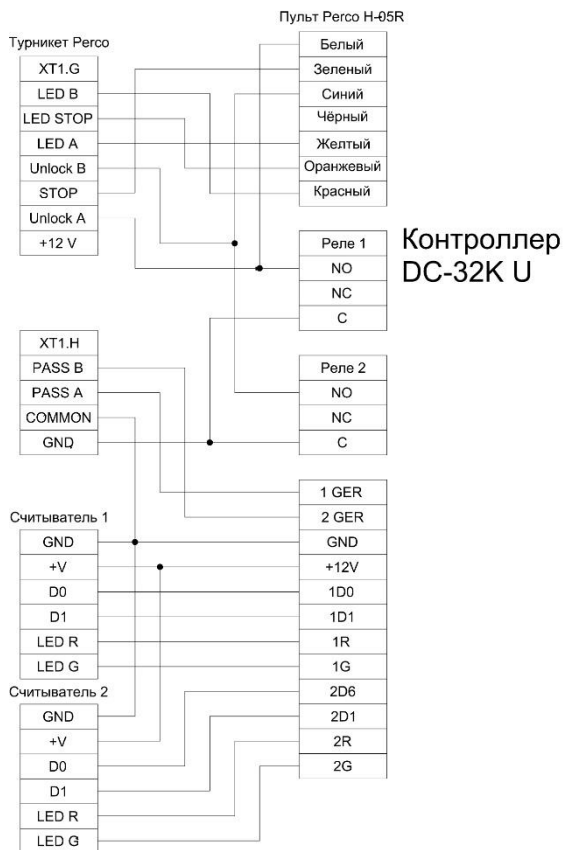 Пульт Perco H-05R
Белый
Зеленый
Синий
Чёрный
Желтый
Оранжевый
Красный
Турникет Perco
XT1.G
LED B
LED STOP
LED A
Unlock B
STOP
Unlock A
+12 V
Контроллер
DC-32K U
Реле 1
NO
NC
C
XT1.H
PASS B
PASS A
COMMON
GND
Реле 2
NO
NC
C
1 GER
2 GER
GND
+12V
1D0
1D1
1R
1G
2D6
2D1
2R
2G
Считыватель 1
GND
+V
D0
D1
LED R
LED G
Считыватель 2
GND
+V
D0
D1
LED R
LED G